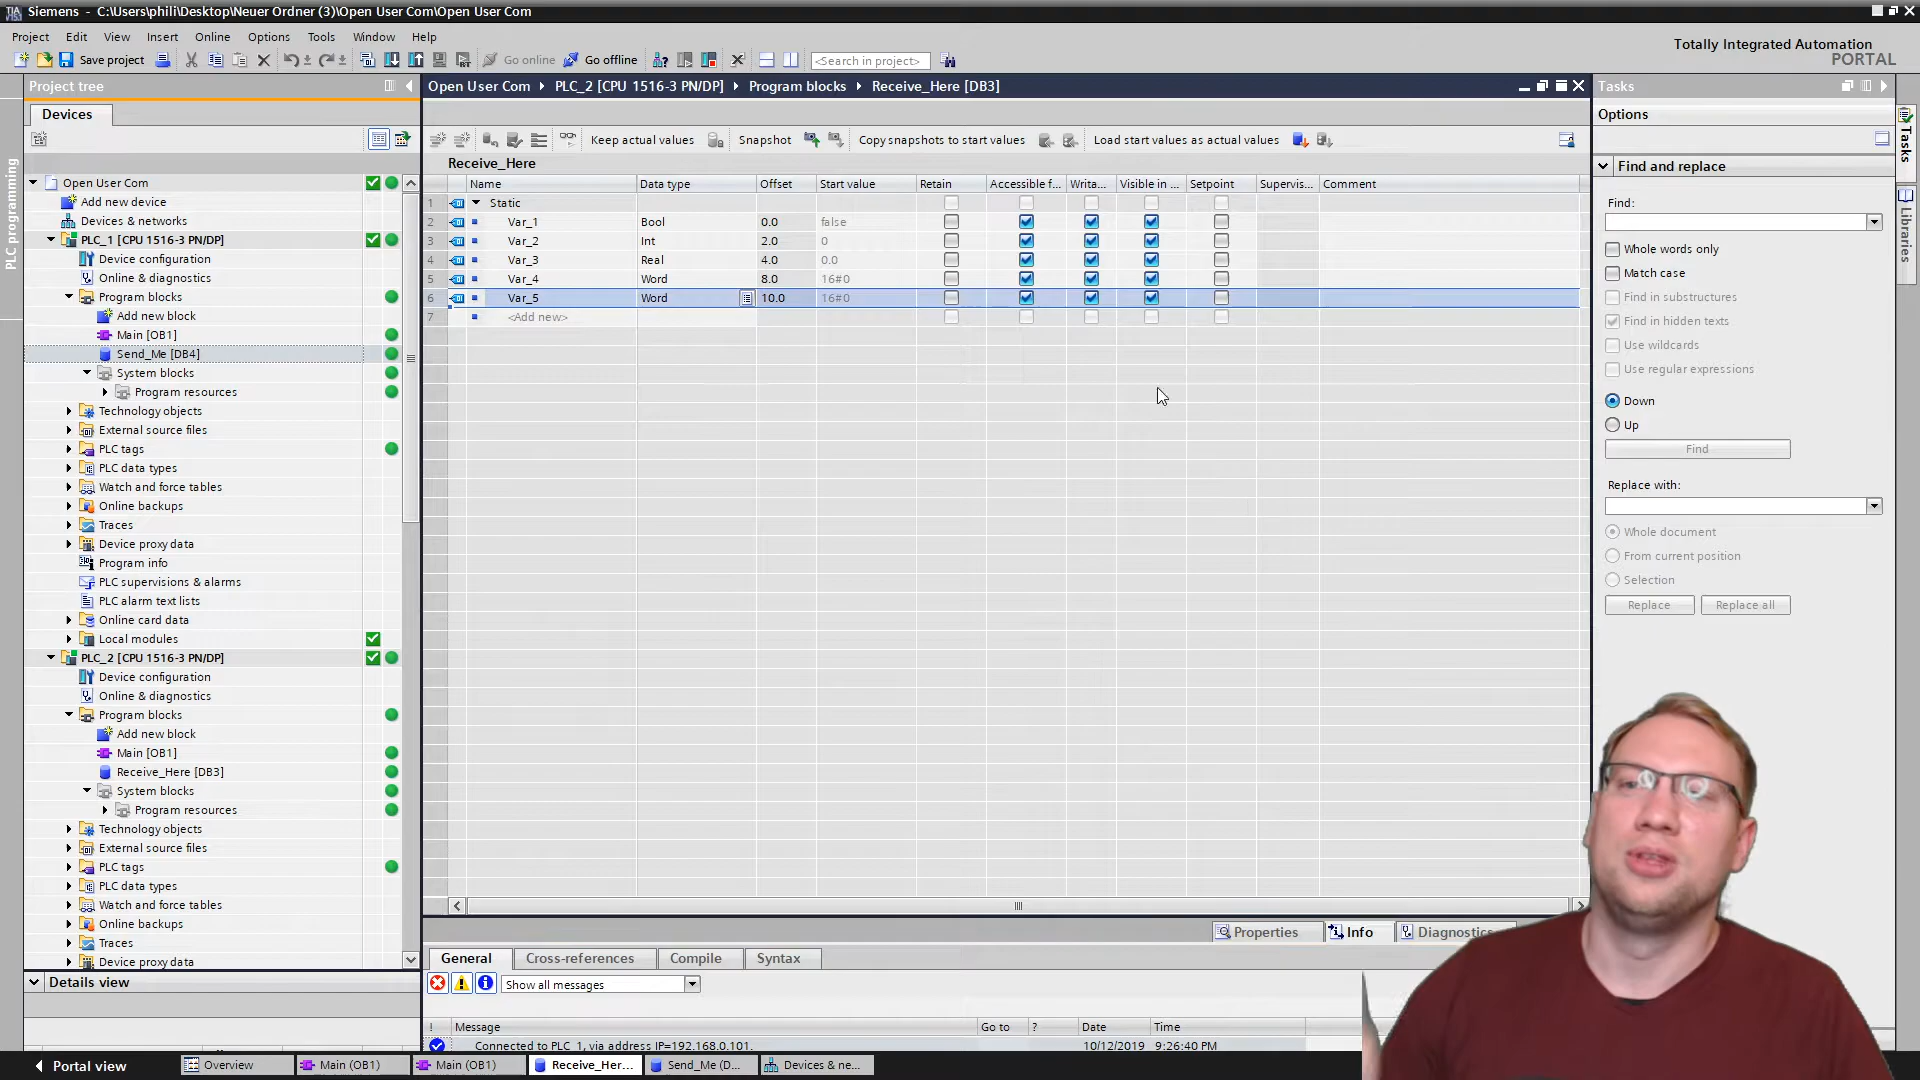 Siemens - C:\Users\phili\Desktop\Neuer Ordner (3)\Open User Com\Open User Com
Project Edit View Insert Online Options Tools Window Help
Totally Integrated Automation
PORTAL
Save project
Go online Go offline
<Search in project>
Project tree
Open User Com PLC_2 [CPU 1516-3 PN/DP] Program blocks Receive_Here [DB3]
Tasks
Devices
Options
Keep actual values Snapshot Copy snapshots to start values Load start values as actual values
PLC programming
Tasks
Libraries
Receive_Here
Name Data type Offset Start value Retain Accessible f... Writa... Visible in ... Setpoint Supervis... Comment
1 Static
2 Var_1 Bool 0.0 false
3 Var_2 Int 2.0 0
4 Var_3 Real 4.0 0.0
5 Var_4 Word 8.0 16#0
6 Var_5 Word 10.0 16#0
7 <Add new>
Open User Com
Add new device
Devices & networks
PLC_1 [CPU 1516-3 PN/DP]
Device configuration
Online & diagnostics
Program blocks
Add new block
Main [OB1]
Send_Me [DB4]
System blocks
Program resources
Technology objects
External source files
PLC tags
PLC data types
Watch and force tables
Online backups
Traces
Device proxy data
Program info
PLC supervisions & alarms
PLC alarm text lists
Online card data
Local modules
PLC_2 [CPU 1516-3 PN/DP]
Device configuration
Online & diagnostics
Program blocks
Add new block
Main [OB1]
Receive_Here [DB3]
System blocks
Program resources
Technology objects
External source files
PLC tags
PLC data types
Watch and force tables
Online backups
Traces
Device proxy data
Details view
Find and replace
Find:
Whole words only
Match case
Find in substructures
Find in hidden texts
Use wildcards
Use regular expressions
Down
Up
Find
Replace with:
Whole document
From current position
Selection
Replace Replace all
Properties Info Diagnostics
General Cross-references Compile Syntax
Show all messages
! Message Go to ? Date Time
Connected to PLC_1, via address IP=192.168.0.101. 10/12/2019 9:26:40 PM
Portal view Overview Main (OB1) Main (OB1) Receive_Her... Send_Me (D... Devices & ne...